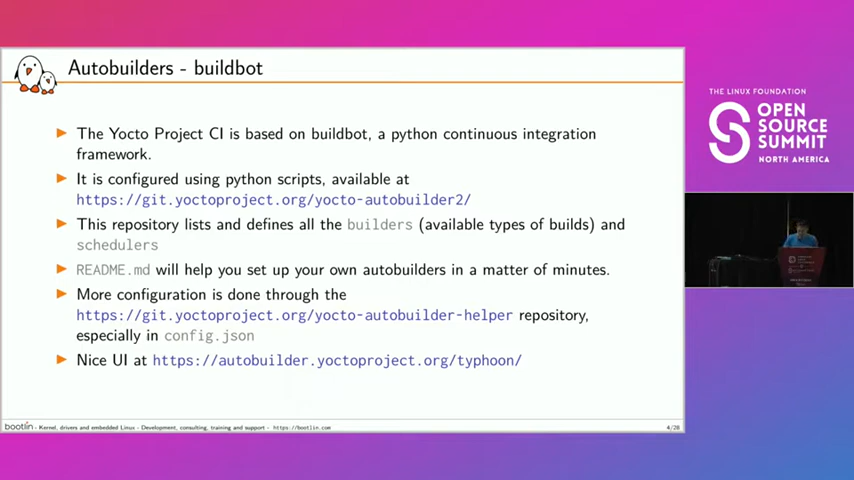 Autobuilders - buildbot
The Yocto Project CI is based on buildbot, a python continuous integration
framework.
It is configured using python scripts, available at
https://git.yoctoproject.org/yocto-autobuilder2/
This repository lists and defines all the builders (available types of builds) and
schedulers
README.md will help you set up your own autobuilders in a matter of minutes.
More configuration is done through the
https://git.yoctoproject.org/yocto-autobuilder-helper repository,
especially in config.json
Nice UI at https://autobuilder.yoctoproject.org/typhoon/
bootlin - Kernel, drivers and embedded Linux - Development, consulting, training and support - https://bootlin.com
4/28
THE LINUX FOUNDATION
OPEN
SOURCE
SUMMIT
NORTH AMERICA